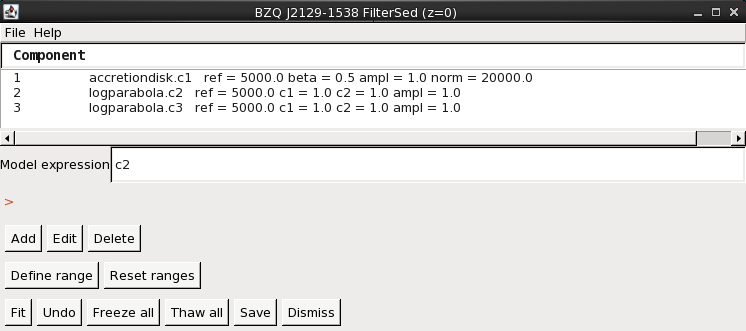 BZQ J2129-1538 FilterSed (z=0)
File Help
Component
1 accretiondisk.c1 ref = 5000.0 beta = 0.5 ampl = 1.0 norm = 20000.0
2 logparabola.c2 ref = 5000.0 c1 = 1.0 c2 = 1.0 ampl = 1.0
3 logparabola.c3 ref = 5000.0 c1 = 1.0 c2 = 1.0 ampl = 1.0
Model expression c2
>
Add Edit Delete
Define range Reset ranges
Fit Undo Freeze all Thaw all Save Dismiss